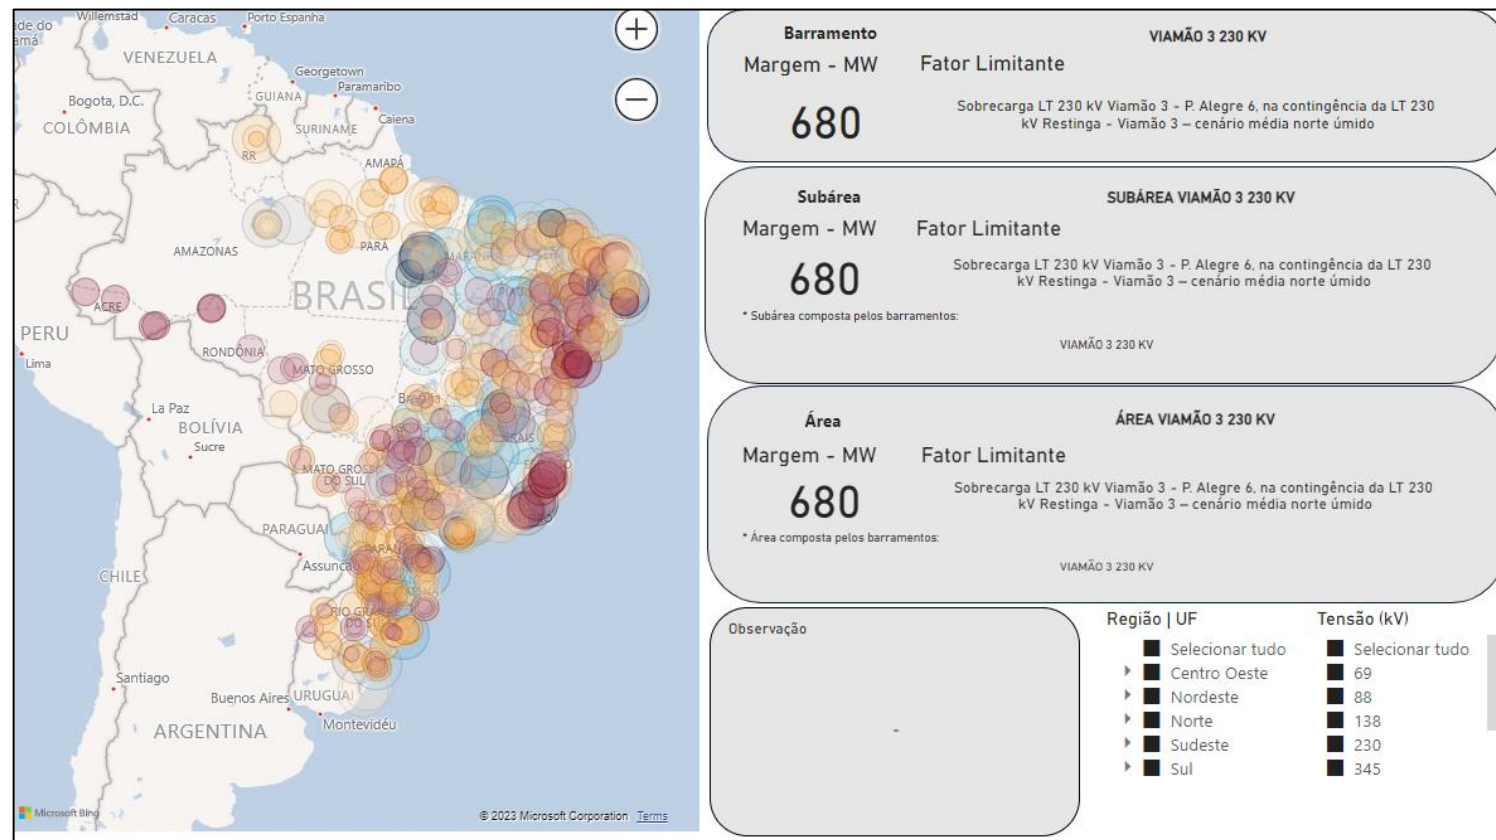 Willemstad
Caracas
Porto Espanha
VENEZUELA
Georgetown
Paramaribo
GUIANA
Bogota, D.C.
Caiena
COLÔMBIA
SURINAME
RR
AMAPÁ
AMAZONAS
PARÁ
BRASIL
ACRE
PERU
Lima
RONDÔNIA
MATO GROSSO
TO
La Paz
Brasília
BOLÍVIA
Sucre
MATO GROSSO
DO SUL
PARAGUAI
PARANÁ
Assunção
CHILE
RIO GRANDE
DO SUL
Santiago
Buenos Aires
URUGUAI
Montevidéu
ARGENTINA
Microsoft Bing
© 2023 Microsoft Corporation Terms
Barramento
VIAMÃO 3 230 KV
Margem - MW
Fator Limitante
680
Sobrecarga LT 230 kV Viamão 3 - P. Alegre 6, na contingência da LT 230
kV Restinga - Viamão 3 – cenário média norte úmido
Subárea
SUBÁREA VIAMÃO 3 230 KV
Margem - MW
Fator Limitante
680
Sobrecarga LT 230 kV Viamão 3 - P. Alegre 6, na contingência da LT 230
kV Restinga - Viamão 3 – cenário média norte úmido
* Subárea composta pelos barramentos:
VIAMÃO 3 230 KV
Área
ÁREA VIAMÃO 3 230 KV
Margem - MW
Fator Limitante
680
Sobrecarga LT 230 kV Viamão 3 - P. Alegre 6, na contingência da LT 230
kV Restinga - Viamão 3 – cenário média norte úmido
* Área composta pelos barramentos:
VIAMÃO 3 230 KV
Observação
-
Região | UF
Selecionar tudo
Centro Oeste
Nordeste
Norte
Sudeste
Sul
Tensão (kV)
Selecionar tudo
69
88
138
230
345